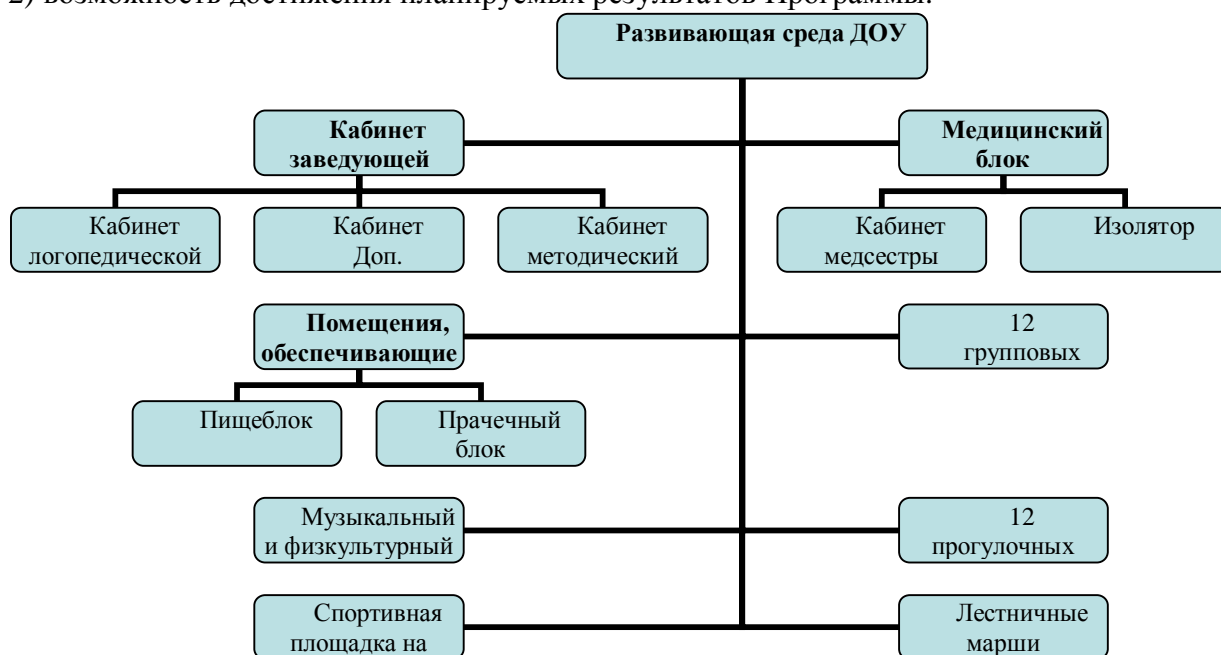 2) возможность достижения планируемых результатов Программы.
Развивающая среда ДОУ
Кабинет
заведующей
Медицинский
блок
Кабинет
логопедической
Кабинет
Доп.
Кабинет
методический
Кабинет
медсестры
Изолятор
Помещения,
обеспечивающие
12
групповых
Пищеблок
Прачечный
блок
Музыкальный
и физкультурный
12
прогулочных
Спортивная
площадка на
Лестничные
марши